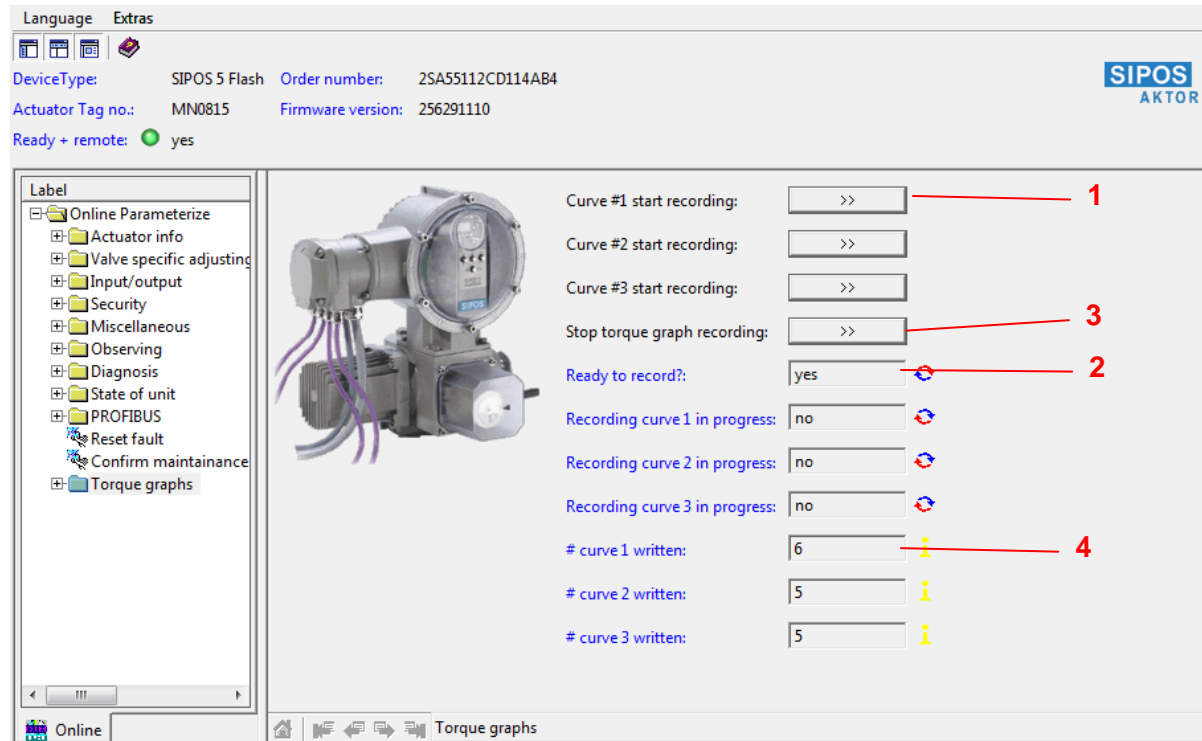 Language Extras
DeviceType: SIPOS 5 Flash Order number: 2SA55112CD114AB4
SIPOS
AKTOR
Actuator Tag no.: MN0815 Firmware version: 256291110
Ready + remote: yes
Label
Online Parameterize
Actuator info
Valve specific adjusting
Input/output
Security
Miscellaneous
Observing
Diagnosis
State of unit
PROFIBUS
Reset fault
Confirm maintainance
Torque graphs
SIPOS
Curve #1 start recording: >> 1
Curve #2 start recording: >>
Curve #3 start recording: >>
Stop torque graph recording: >> 3
Ready to record?: yes 2
Recording curve 1 in progress: no
Recording curve 2 in progress: no
Recording curve 3 in progress: no
# curve 1 written: 6 i 4
# curve 2 written: 5 i
# curve 3 written: 5 i
Online
Torque graphs